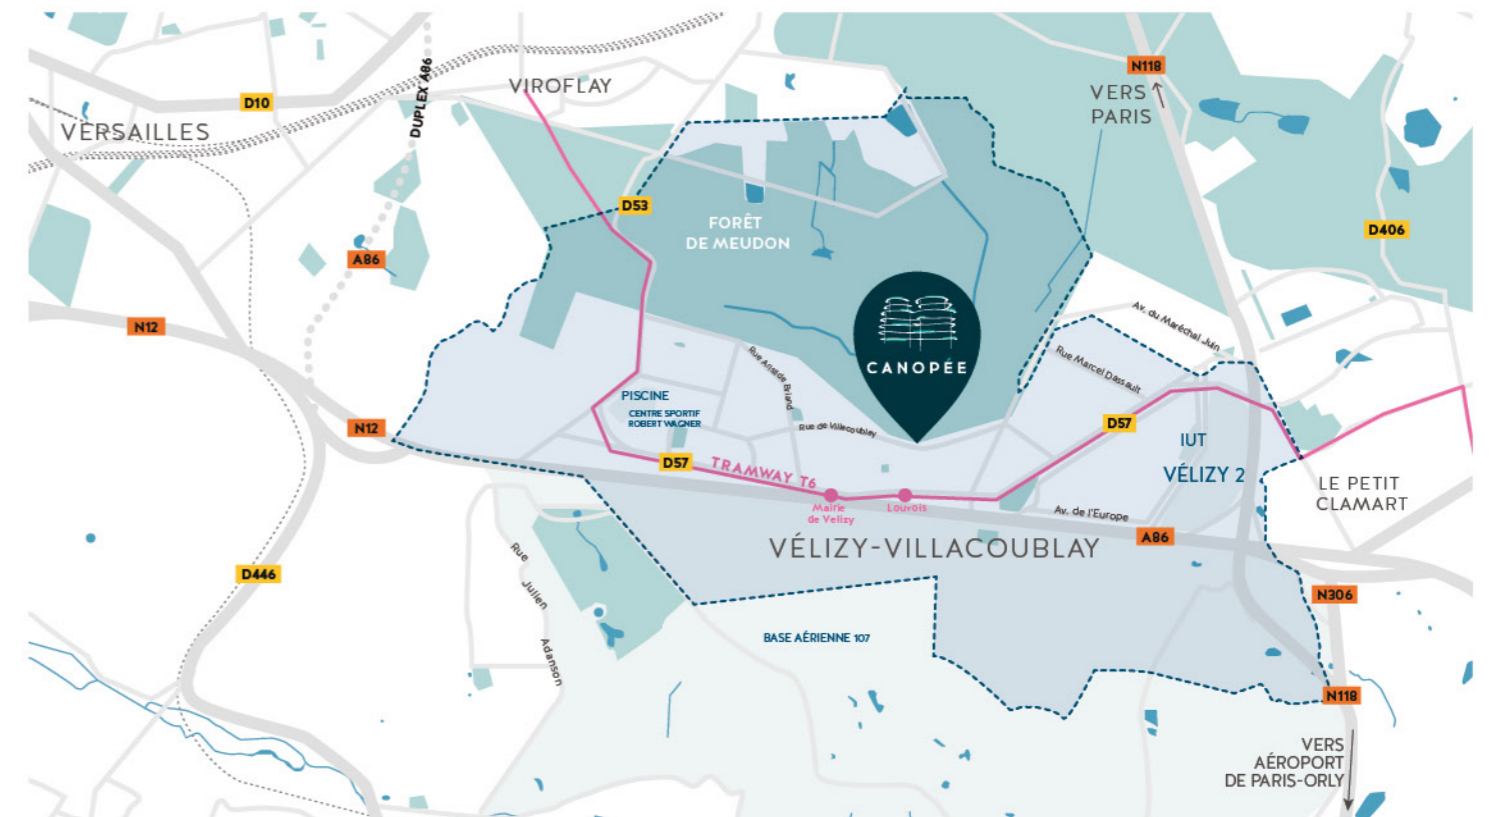 N118
DUPLEX A86
VIROFLAY
VERS
PARIS
D10
VERSAILLES
D53
FORÊT
DE MEUDON
D406
A86
N12
Av. du Maréchal Juin
CANOPÉE
Rue Aristide Briand
Rue Marcel Dassault
PISCINE
CENTRE SPORTIF
ROBERT WAGNER
N12
Rue de Villacoublay
D57
IUT
VÉLIZY 2
D57
TRAMWAY T6
LE PETIT
CLAMART
Mairie
de Velizy
Louvois
Av. de l'Europe
A86
VÉLIZY-VILLACOUBLAY
Rue
Julien
Adanson
D446
N306
BASE AÉRIENNE 107
N118
VERS
AÉROPORT
DE PARIS-ORLY